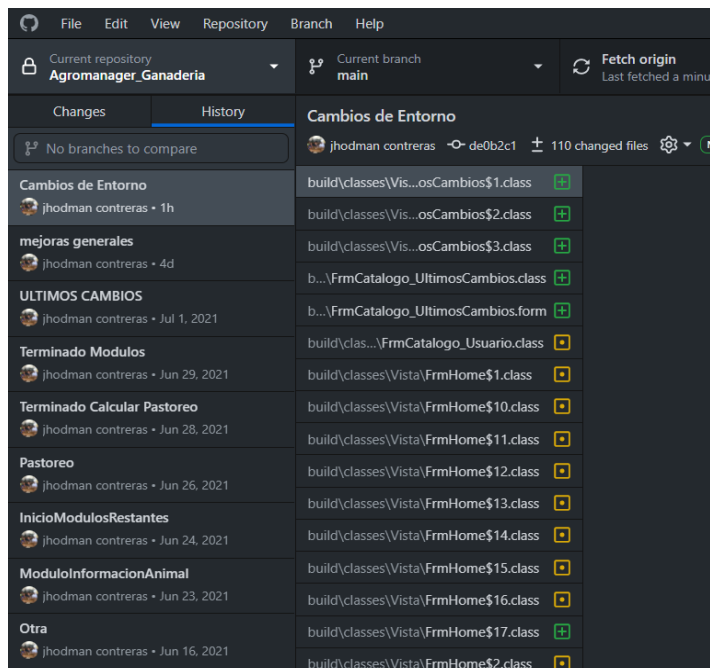 File Edit View Repository Branch Help
Current repository
Agromanager_Ganaderia
Current branch
main
Fetch origin
Last fetched a minu
Changes History
No branches to compare
Cambios de Entorno
jhodman contreras • 1h
mejoras generales
jhodman contreras • 4d
ULTIMOS CAMBIOS
jhodman contreras • Jul 1, 2021
Terminado Modulos
jhodman contreras • Jun 29, 2021
Terminado Calcular Pastoreo
jhodman contreras • Jun 28, 2021
Pastoreo
jhodman contreras • Jun 26, 2021
InicioModulosRestantes
jhodman contreras • Jun 24, 2021
ModuloInformacionAnimal
jhodman contreras • Jun 23, 2021
Otra
jhodman contreras • Jun 16, 2021
Cambios de Entorno
jhodman contreras de0b2c1 110 changed files
build\classes\Vis...osCambios$1.class
build\classes\Vis...osCambios$2.class
build\classes\Vis...osCambios$3.class
b...\FrmCatalogo_UltimosCambios.class
b...\FrmCatalogo_UltimosCambios.form
build\clas...\FrmCatalogo_Usuario.class
build\classes\Vista\FrmHome$1.class
build\classes\Vista\FrmHome$10.class
build\classes\Vista\FrmHome$11.class
build\classes\Vista\FrmHome$12.class
build\classes\Vista\FrmHome$13.class
build\classes\Vista\FrmHome$14.class
build\classes\Vista\FrmHome$15.class
build\classes\Vista\FrmHome$16.class
build\classes\Vista\FrmHome$17.class
build\classes\Vista\FrmHome$2.class